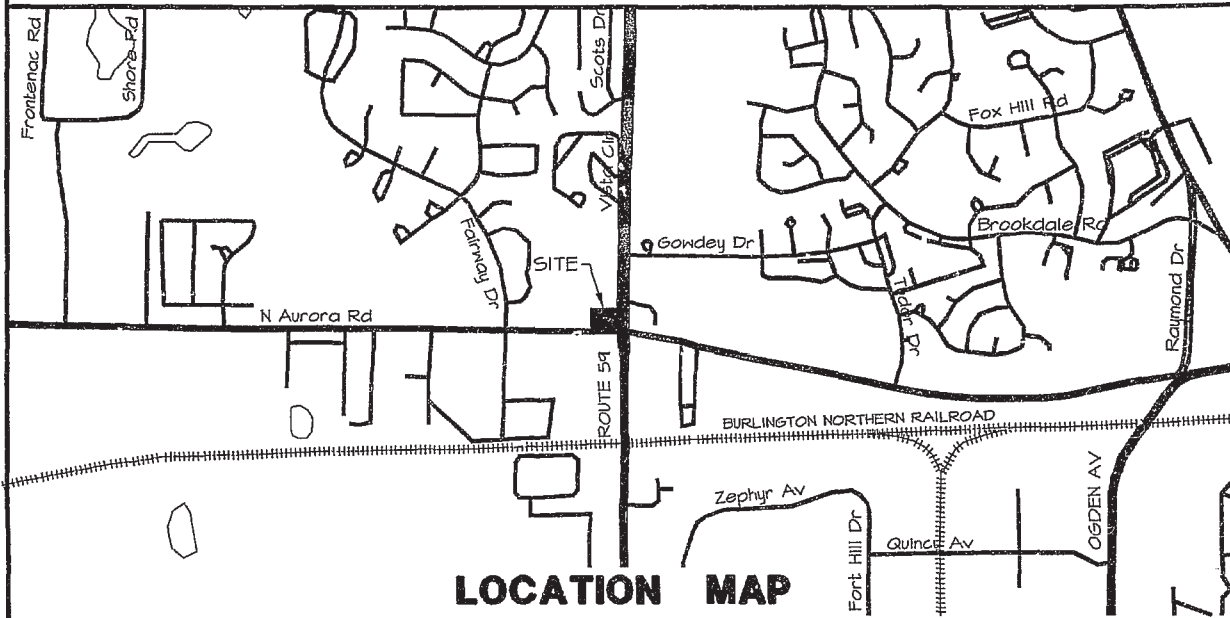 Frontenac Rd
Shore Rd
Scots Dr
Vista Cir
Fox Hill Rd
Fairway Dr
SITE
Gowdey Dr
Brookdale Rd
Tudor Dr
Raymond Dr
N Aurora Rd
ROUTE 59
BURLINGTON NORTHERN RAILROAD
Zephyr Av
Fort Hill Dr
Quince Av
OGDEN AV
LOCATION MAP